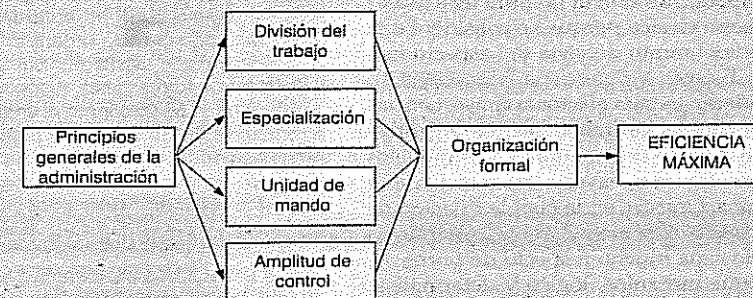 División del
trabajo
Especialización
Principios
generales de la
administración
Organización
formal
EFICIENCIA
MÁXIMA
Unidad de
mando
Amplitud de
control